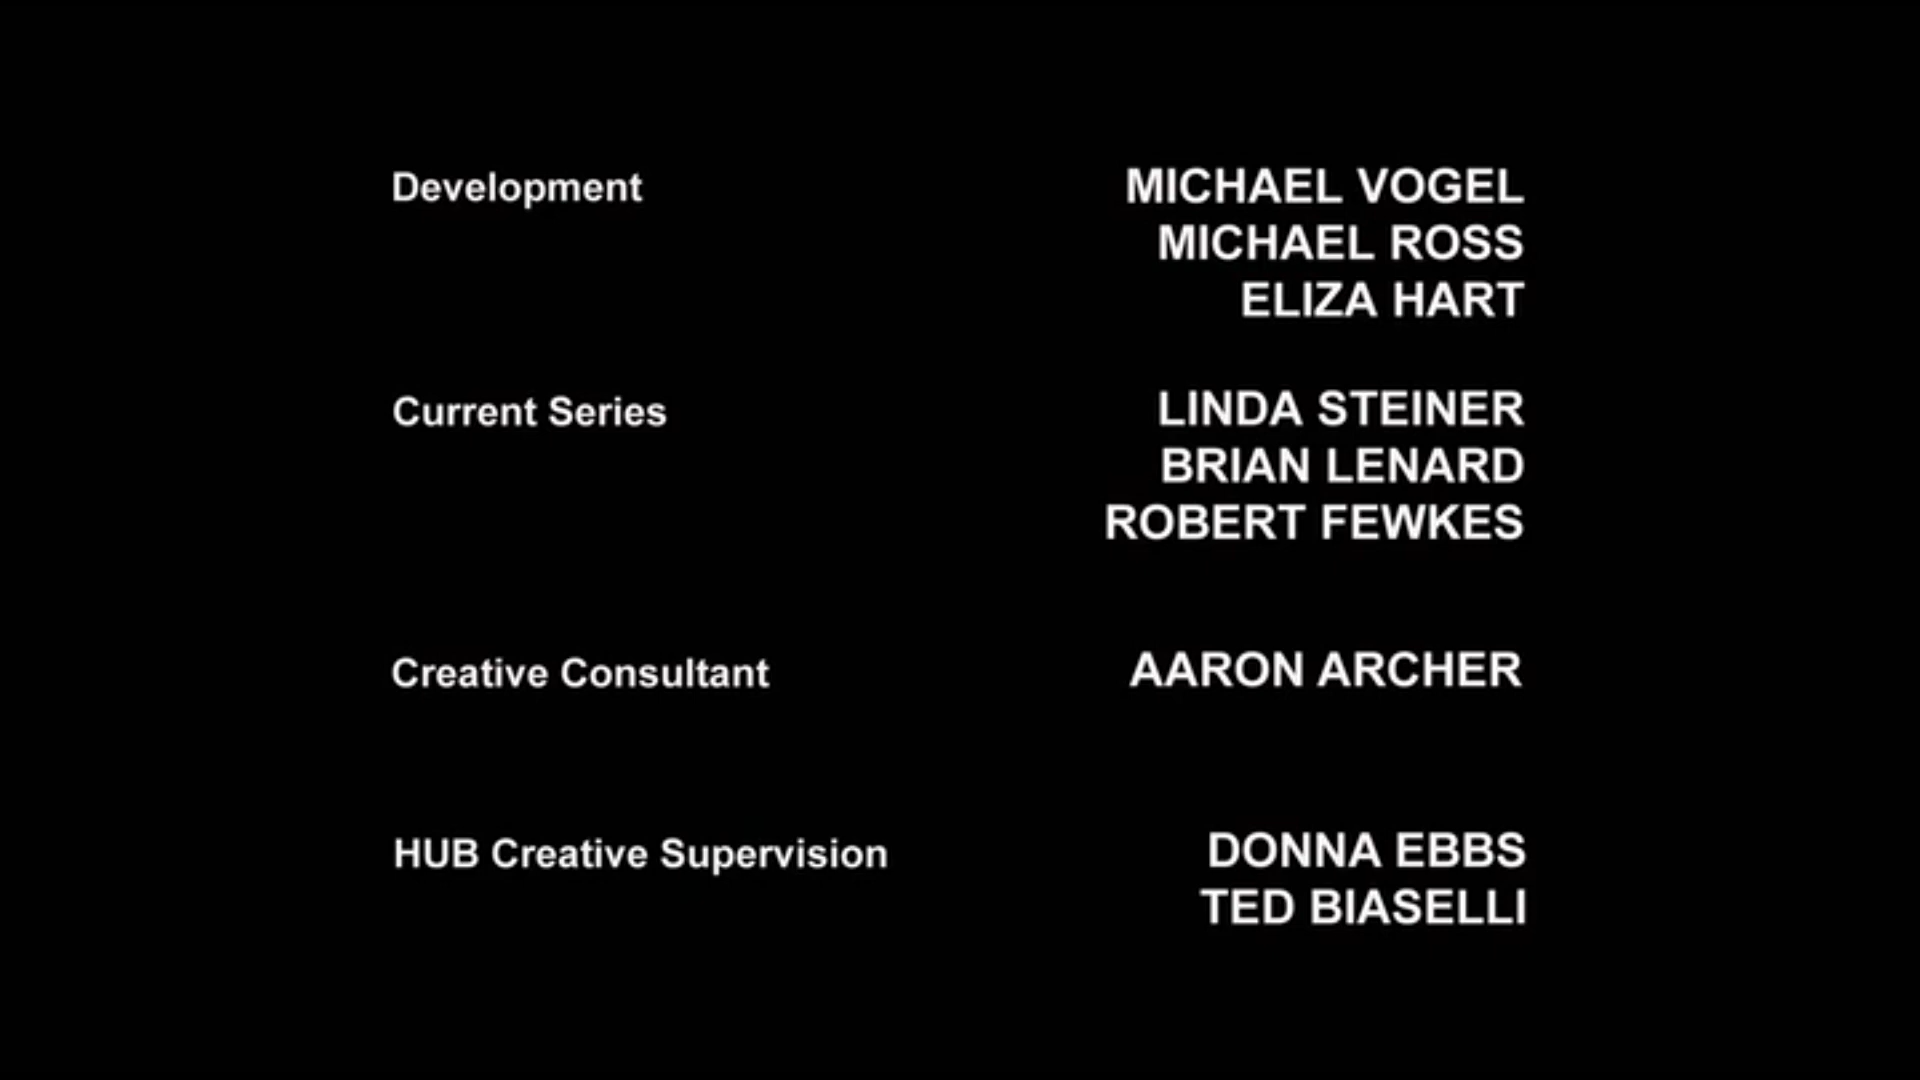 Development MICHAEL VOGEL
MICHAEL ROSS
ELIZA HART
Current Series LINDA STEINER
BRIAN LENARD
ROBERT FEWKES
Creative Consultant AARON ARCHER
HUB Creative Supervision DONNA EBBS
TED BIASELLI